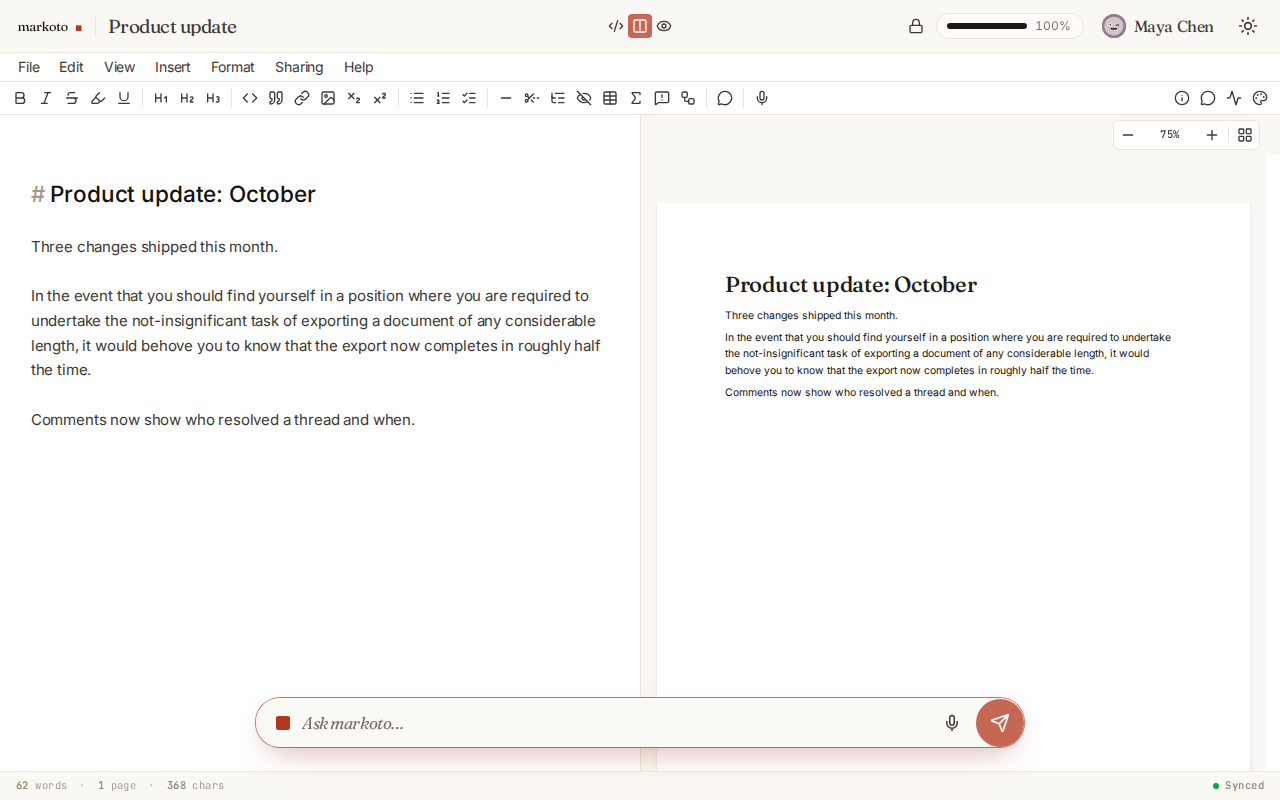 markoto
Product update
100%
Maya Chen
File Edit View Insert Format Sharing Help
H1 H2 H3
75%
# Product update: October
Three changes shipped this month.
In the event that you should find yourself in a position where you are required to
undertake the not-insignificant task of exporting a document of any considerable
length, it would behove you to know that the export now completes in roughly half
the time.
Comments now show who resolved a thread and when.
Product update: October
Three changes shipped this month.
In the event that you should find yourself in a position where you are required to undertake
the not-insignificant task of exporting a document of any considerable length, it would
behove you to know that the export now completes in roughly half the time.
Comments now show who resolved a thread and when.
Ask markoto...
62 words · 1 page · 368 chars
Synced